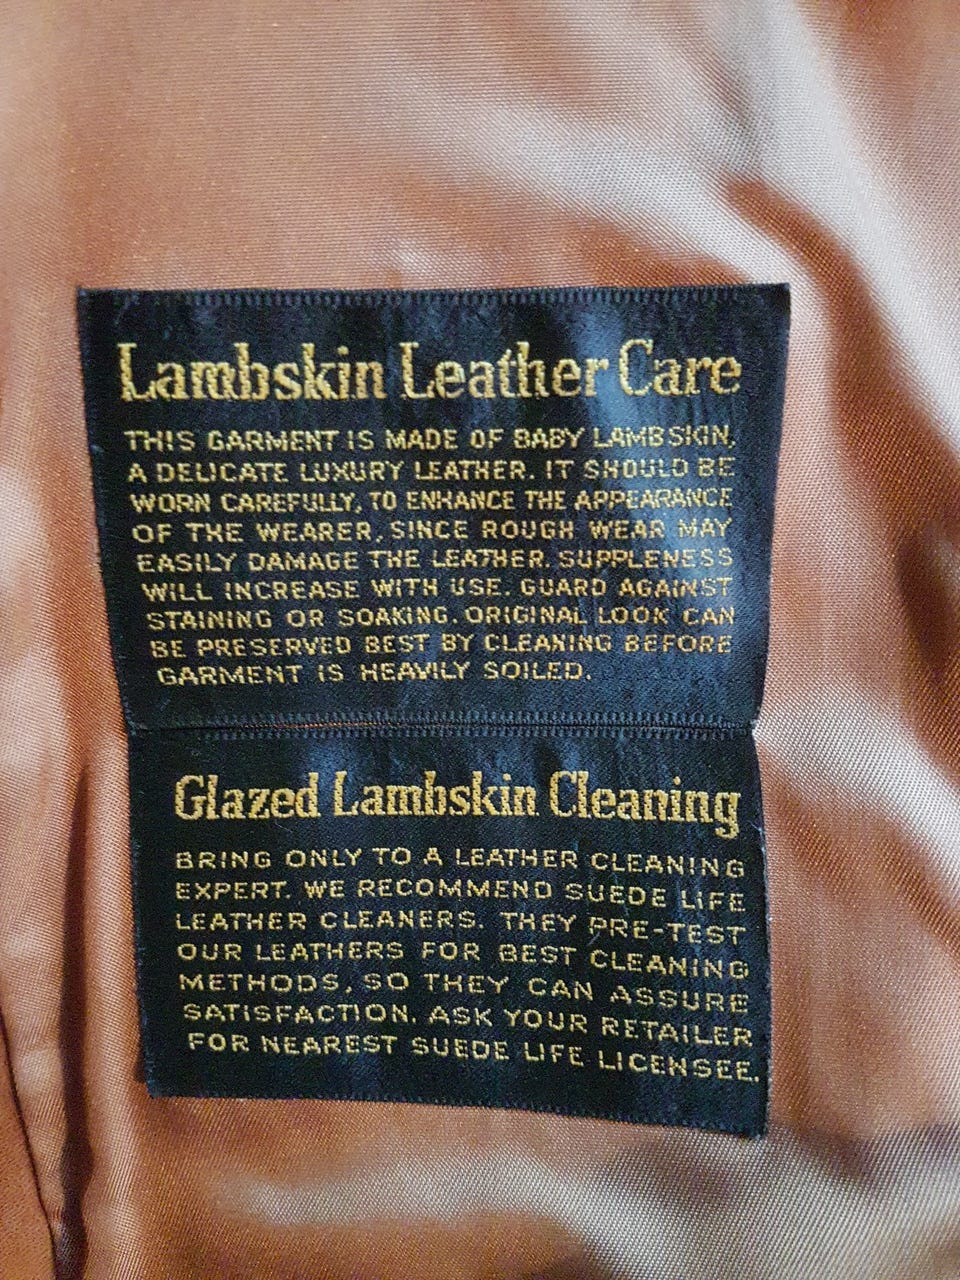 Lambskin Leather Care
THIS GARMENT IS MADE OF BABY LAMBSKIN,
A DELICATE LUXURY LEATHER. IT SHOULD BE
WORN CAREFULLY, TO ENHANCE THE APPEARANCE
OF THE WEARER, SINCE ROUGH WEAR MAY
EASILY DAMAGE THE LEATHER. SUPPLENESS
WILL INCREASE WITH USE. GUARD AGAINST
STAINING OR SOAKING. ORIGINAL LOOK CAN
BE PRESERVED BEST BY CLEANING BEFORE
GARMENT IS HEAVILY SOILED.
Glazed Lambskin Cleaning
BRING ONLY TO A LEATHER CLEANING
EXPERT. WE RECOMMEND SUEDE LIFE
LEATHER CLEANERS. THEY PRE-TEST
OUR LEATHERS FOR BEST CLEANING
METHODS, SO THEY CAN ASSURE
SATISFACTION. ASK YOUR RETAILER
FOR NEAREST SUEDE LIFE LICENSEE.